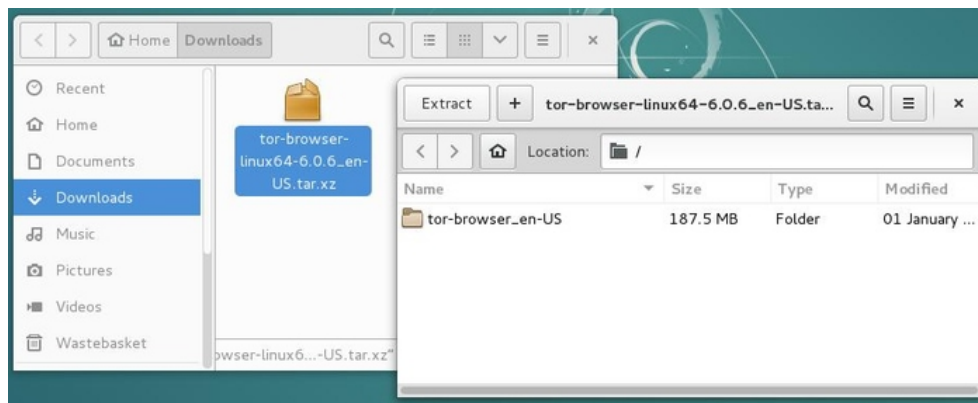 Home Downloads
Recent
Home
Documents
Downloads
Music
Pictures
Videos
Wastebasket
tor-browser-
linux64-6.0.6_en-
US.tar.xz
owser-linux6...-US.tar.xz"
Extract + tor-browser-linux64-6.0.6_en-US.ta...
Location: /
Name Size Type Modified
tor-browser_en-US 187.5 MB Folder 01 January ...